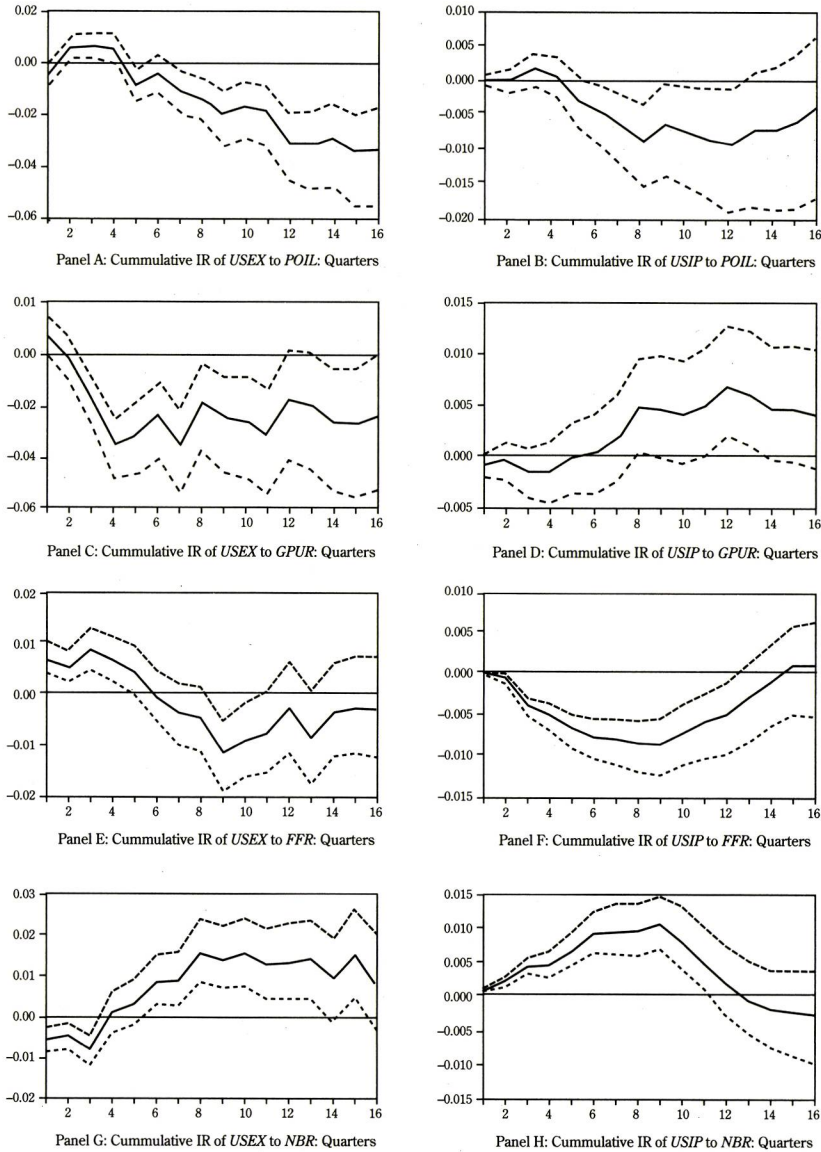 0.02
0.00
−0.02
−0.04
−0.06
2 4 6 8 10 12 14 16
Panel A: Cummulative IR of USEX to POIL: Quarters
0.010
0.005
0.000
−0.005
−0.010
−0.015
−0.020
2 4 6 8 10 12 14 16
Panel B: Cummulative IR of USIP to POIL: Quarters
0.01
0.00
−0.02
−0.04
−0.06
2 4 6 8 10 12 14 16
Panel C: Cummulative IR of USEX to GPUR: Quarters
0.015
0.010
0.005
0.000
−0.005
2 4 6 8 10 12 14 16
Panel D: Cummulative IR of USIP to GPUR: Quarters
0.02
0.01
0.00
−0.01
−0.02
2 4 6 8 10 12 14 16
Panel E: Cummulative IR of USEX to FFR: Quarters
0.010
0.005
0.000
−0.005
−0.010
−0.015
2 4 6 8 10 12 14 16
Panel F: Cummulative IR of USIP to FFR: Quarters
0.03
0.02
0.01
0.00
−0.01
−0.02
2 4 6 8 10 12 14 16
Panel G: Cummulative IR of USEX to NBR: Quarters
0.015
0.010
0.005
0.000
−0.005
−0.010
−0.015
2 4 6 8 10 12 14 16
Panel H: Cummulative IR of USIP to NBR: Quarters